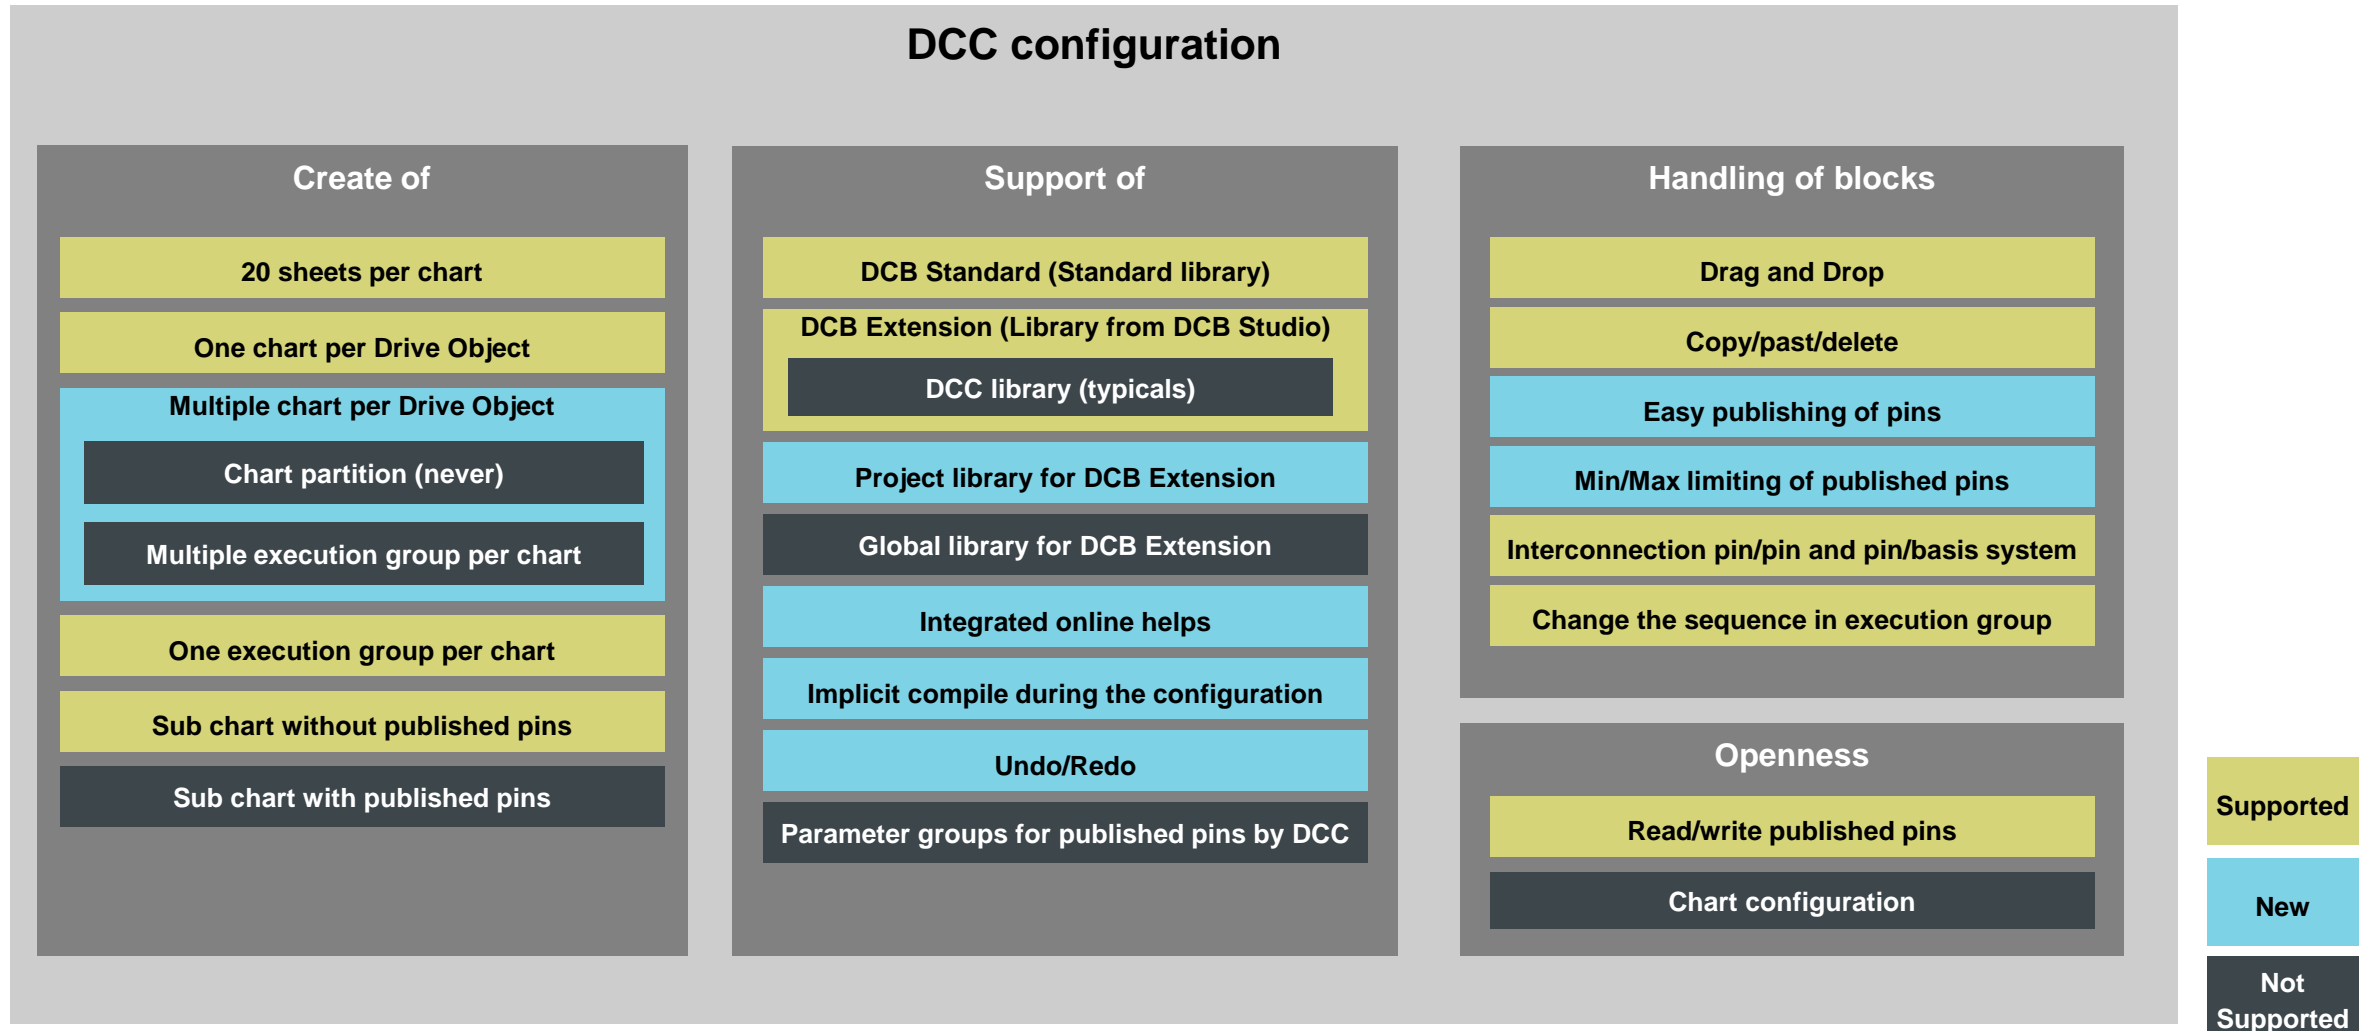 DCC configuration
Create of
20 sheets per chart
One chart per Drive Object
Multiple chart per Drive Object
Chart partition (never)
Multiple execution group per chart
One execution group per chart
Sub chart without published pins
Sub chart with published pins
Support of
DCB Standard (Standard library)
DCB Extension (Library from DCB Studio)
DCC library (typicals)
Project library for DCB Extension
Global library for DCB Extension
Integrated online helps
Implicit compile during the configuration
Undo/Redo
Parameter groups for published pins by DCC
Handling of blocks
Drag and Drop
Copy/past/delete
Easy publishing of pins
Min/Max limiting of published pins
Interconnection pin/pin and pin/basis system
Change the sequence in execution group
Openness
Read/write published pins
Chart configuration
Supported
New
Not
Supported